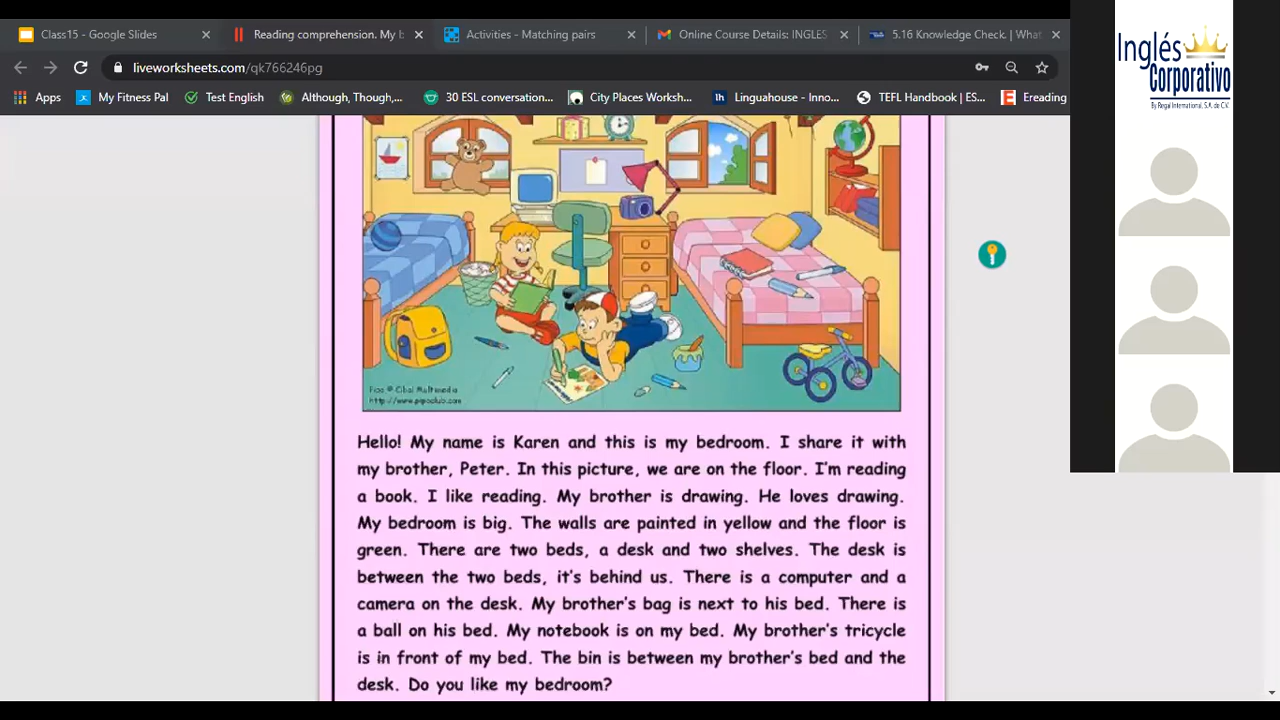 Class15 - Google Slides
Reading comprehension. My b
Activities - Matching pairs
Online Course Details: INGLES
5.16 Knowledge Check. | What
liveworksheets.com/qk766246pg
Apps
My Fitness Pal
Test English
Although, Though,...
30 ESL conversation...
City Places Worksh...
Linguahouse - Inno...
TEFL Handbook | ES...
Ereading
Inglés
Corporativo
By Regal International, S.A. de C.V.
http://www.pipoclub.com
Hello! My name is Karen and this is my bedroom. I share it with
my brother, Peter. In this picture, we are on the floor. I'm reading
a book. I like reading. My brother is drawing. He loves drawing.
My bedroom is big. The walls are painted in yellow and the floor is
green. There are two beds, a desk and two shelves. The desk is
between the two beds, it's behind us. There is a computer and a
camera on the desk. My brother's bag is next to his bed. There is
a ball on his bed. My notebook is on my bed. My brother's tricycle
is in front of my bed. The bin is between my brother's bed and the
desk. Do you like my bedroom?